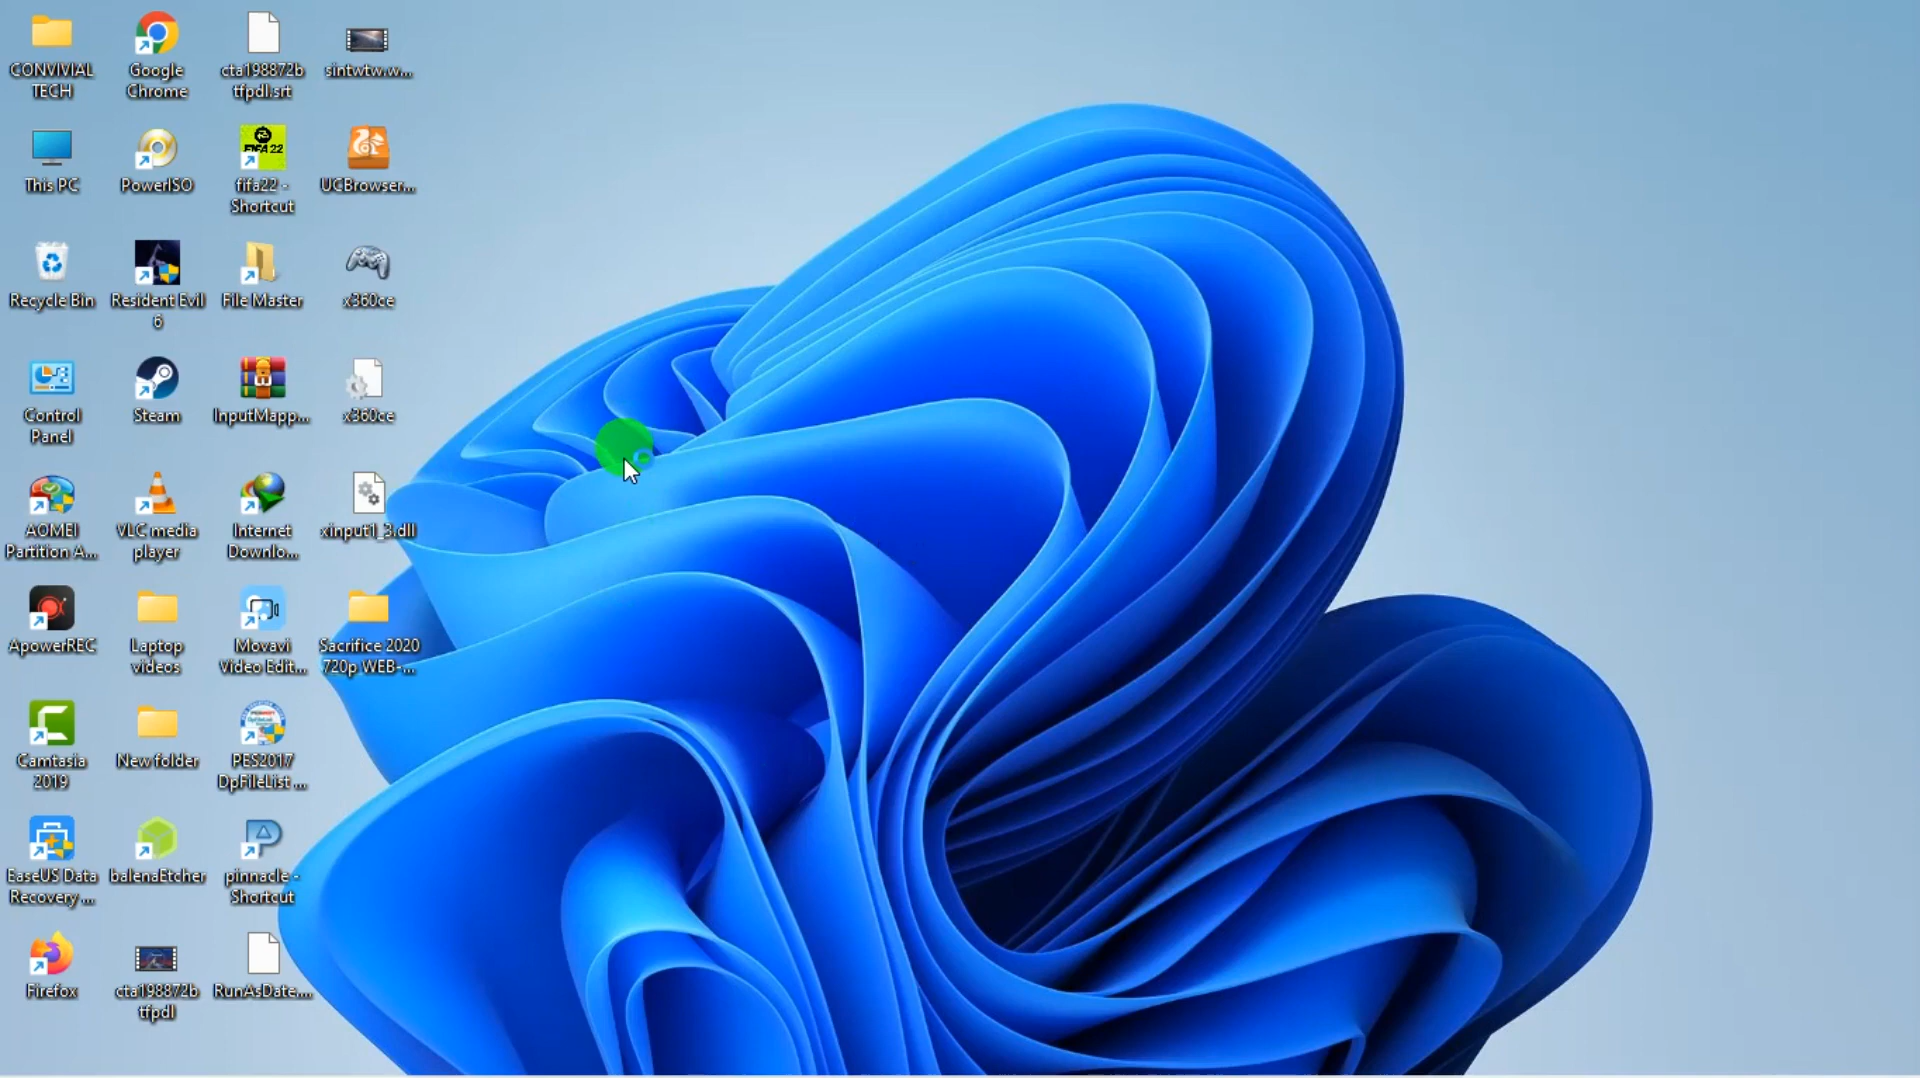 CONVIVIAL
TECH
Google
Chrome
cta198872b
tfpdl.srt
sintwtw.w...
This PC
PowerISO
FIFA 22
fifa22 -
Shortcut
UCBrowser...
Recycle Bin
Resident Evil
6
File Master
x360ce
Control
Panel
Steam
InputMapp...
x360ce
AOMEI
Partition A...
VLC media
player
Internet
Downlo...
xinput1_3.dll
ApowerREC
Laptop
videos
Movavi
Video Edit...
Sacrifice 2020
720p WEB-...
Camtasia
2019
New folder
PES2017
DpFileList ...
EaseUS Data
Recovery ...
balenaEtcher
pinnacle -
Shortcut
Firefox
cta198872b
tfpdl
RunAsDate....